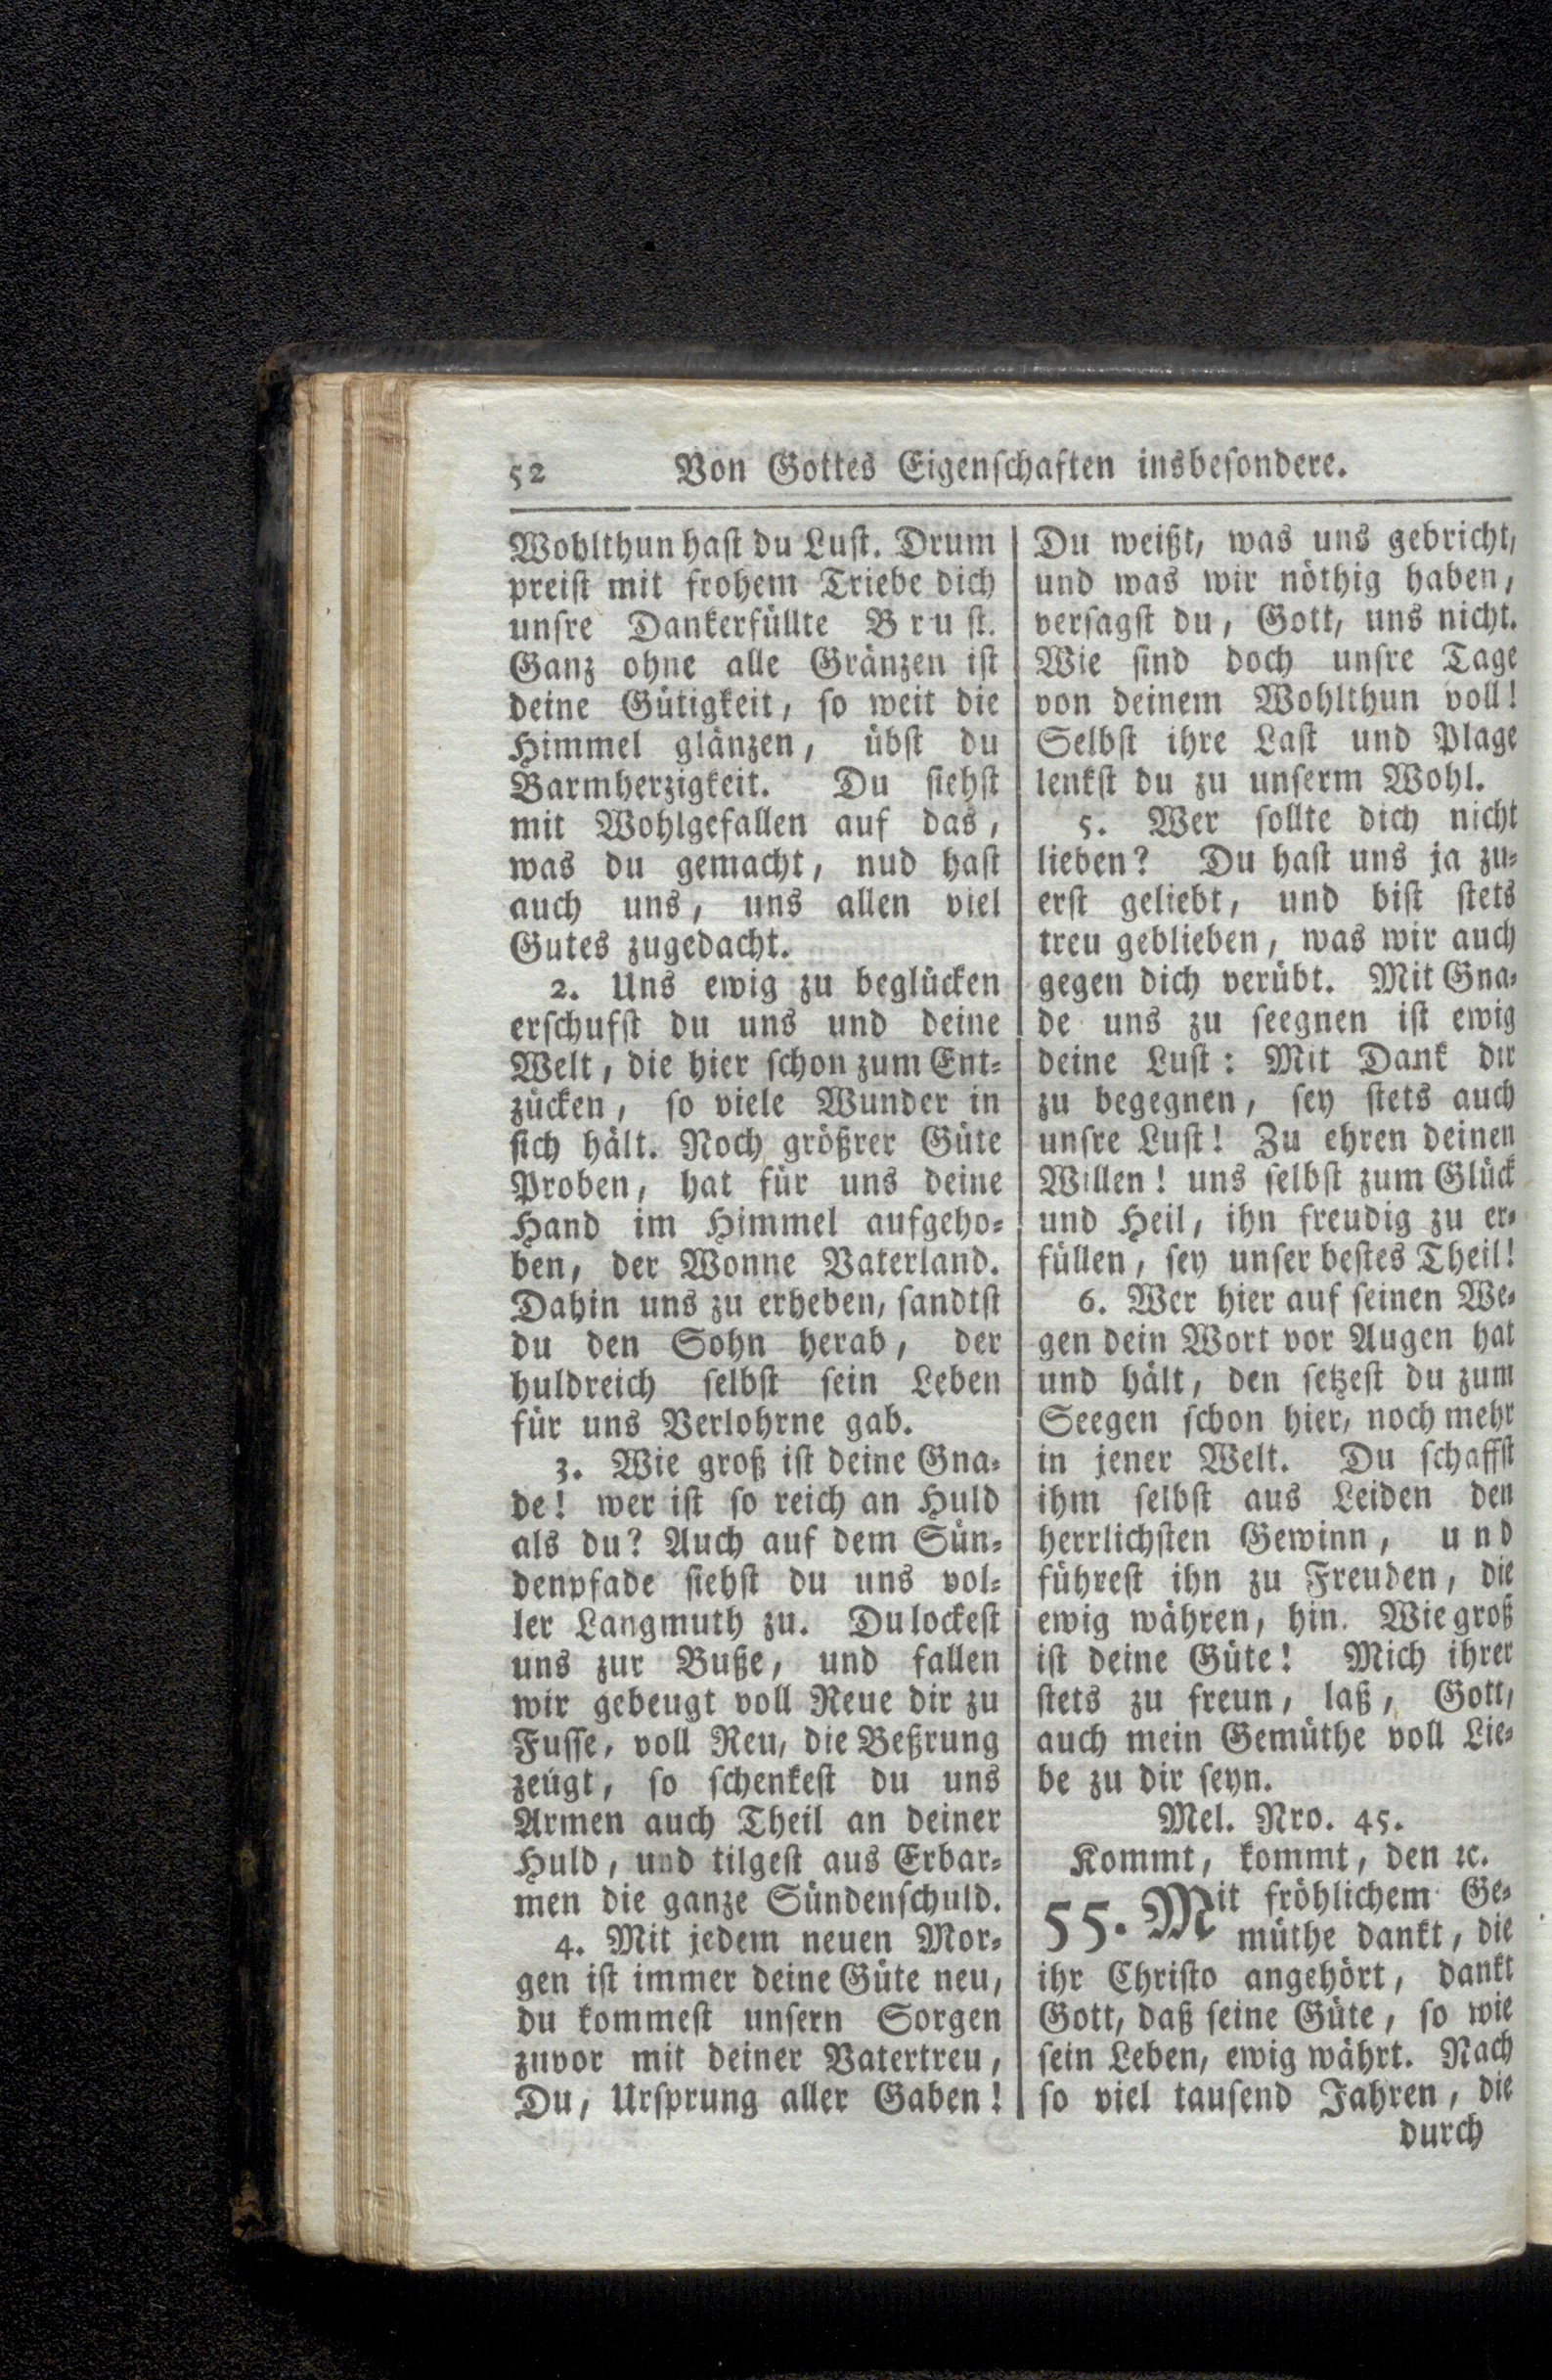 52 Von Gottes Eigenſchaften insbeſondere.
Wohlthun haſt du Luſt. Drum
preiſt mit frohem Triebe dich
unſre Dankerfüllte Bruſt.
Ganz ohne alle Gränzen iſt
deine Gütigkeit, ſo weit die
Himmel glänzen, übſt du
Barmherzigkeit. Du ſiehſt
mit Wohlgefallen auf das,
was du gemacht, nud haſt
auch uns, uns allen viel
Gutes zugedacht.
2. Uns ewig zu beglücken
erſchufſt du uns und deine
Welt, die hier ſchon zum Ent-
zücken, ſo viele Wunder in
ſich hält. Noch größrer Güte
Proben, hat für uns deine
Hand im Himmel aufgeho-
ben, der Wonne Vaterland.
Dahin uns zu erheben, ſandtſt
du den Sohn herab, der
huldreich ſelbſt ſein Leben
für uns Verlohrne gab.
3. Wie groß iſt deine Gna-
de! wer iſt ſo reich an Huld
als du? Auch auf dem Sün-
denpfade ſiehſt du uns vol-
ler Langmuth zu. Du lockeſt
uns zur Buße, und fallen
wir gebeugt voll Reue dir zu
Fuſſe, voll Reu, die Beßrung
zeugt, ſo ſchenkeſt du uns
Armen auch Theil an deiner
Huld, und tilgeſt aus Erbar-
men die ganze Sündenſchuld.
4. Mit jedem neuen Mor-
gen iſt immer deine Güte neu,
du kommeſt unſern Sorgen
zuvor mit deiner Vatertreu,
Du, Urſprung aller Gaben!
Du weißt, was uns gebricht,
und was wir nöthig haben,
verſagſt du, Gott, uns nicht.
Wie ſind doch unſre Tage
von deinem Wohlthun voll!
Selbſt ihre Laſt und Plage
lenkſt du zu unſerm Wohl.
5. Wer ſollte dich nicht
lieben? Du haſt uns ja zu-
erſt geliebt, und biſt ſtets
treu geblieben, was wir auch
gegen dich verübt. Mit Gna-
de uns zu ſeegnen iſt ewig
deine Luſt: Mit Dank dir
zu begegnen, ſey ſtets auch
unſre Luſt! Zu ehren deinen
Willen! uns ſelbſt zum Glück
und Heil, ihn freudig zu er-
füllen, ſey unſer beſtes Theil!
6. Wer hier auf ſeinen We-
gen dein Wort vor Augen hat
und hält, den ſetzeſt du zum
Seegen ſchon hier, noch mehr
in jener Welt. Du ſchaffſt
ihm ſelbſt aus Leiden den
herrlichſten Gewinn, und
führeſt ihn zu Freuden, die
ewig währen, hin. Wie groß
iſt deine Güte! Mich ihrer
ſtets zu freun, laß, Gott,
auch mein Gemüthe voll Lie-
be zu dir ſeyn.
Mel. Nro. 45.
Kommt, kommt, den ꝛc.
55. Mit fröhlichem Ge-
müthe dankt, die
ihr Chriſto angehört, dankt
Gott, daß ſeine Güte, ſo wie
ſein Leben, ewig währt. Nach
ſo viel tauſend Jahren, die
durch